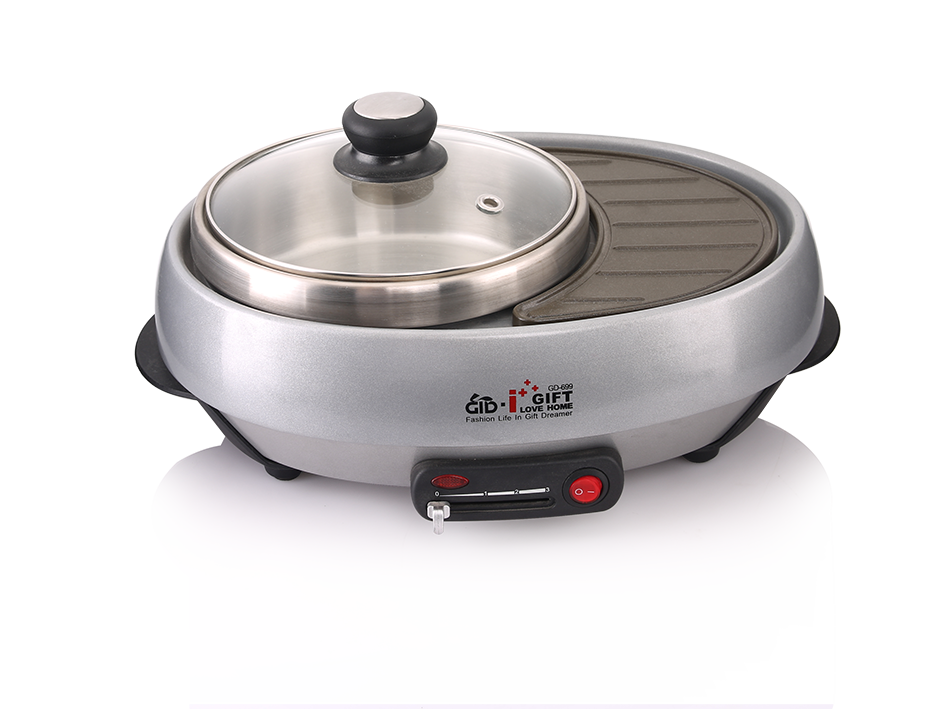 GD-699
GiD·i GIFT
LOVE HOME
Fashion Life In Gift Dreamer
0 1 2 3
O –